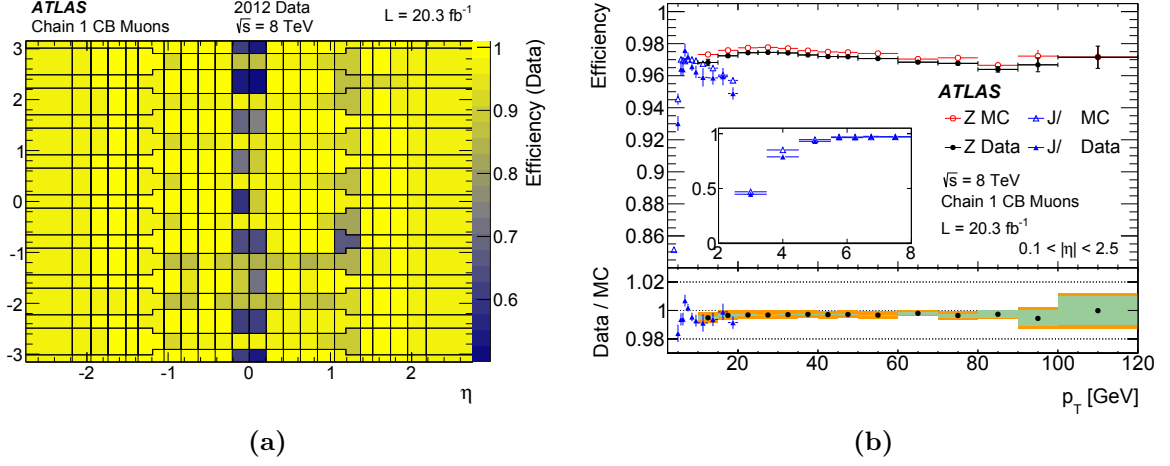 ATLAS
2012 Data
Chain 1 CB Muons
√s = 8 TeV
L = 20.3 fb⁻¹
3
2
1
0
-1
-2
-3
-2 -1 0 1 2
η
1
0.9
0.8
0.7
0.6
Efficiency (Data)
(a)
Efficiency
1
0.98
0.96
0.94
0.92
0.9
0.88
0.86
0.84
ATLAS
Z MC J/ MC
Z Data J/ Data
√s = 8 TeV
Chain 1 CB Muons
L = 20.3 fb⁻¹
0.1 < |η| < 2.5
1
0.5
0
2 4 6 8
Data / MC
1.02
1
0.98
20 40 60 80 100 120
p_T [GeV]
(b)